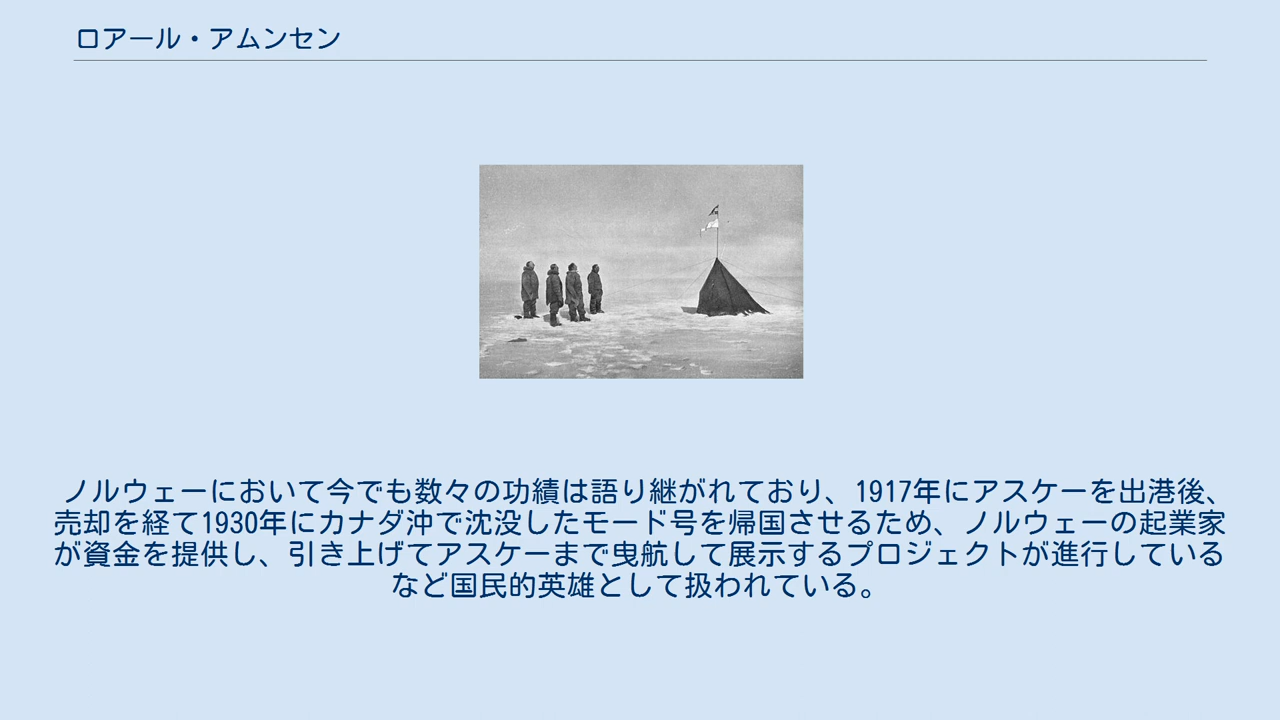 ロアール・アムンセン
ノルウェーにおいて今でも数々の功績は語り継がれており、1917年にアスケーを出港後、
売却を経て1930年にカナダ沖で沈没したモード号を帰国させるため、ノルウェーの起業家
が資金を提供し、引き上げてアスケーまで曳航して展示するプロジェクトが進行している
など国民的英雄として扱われている。